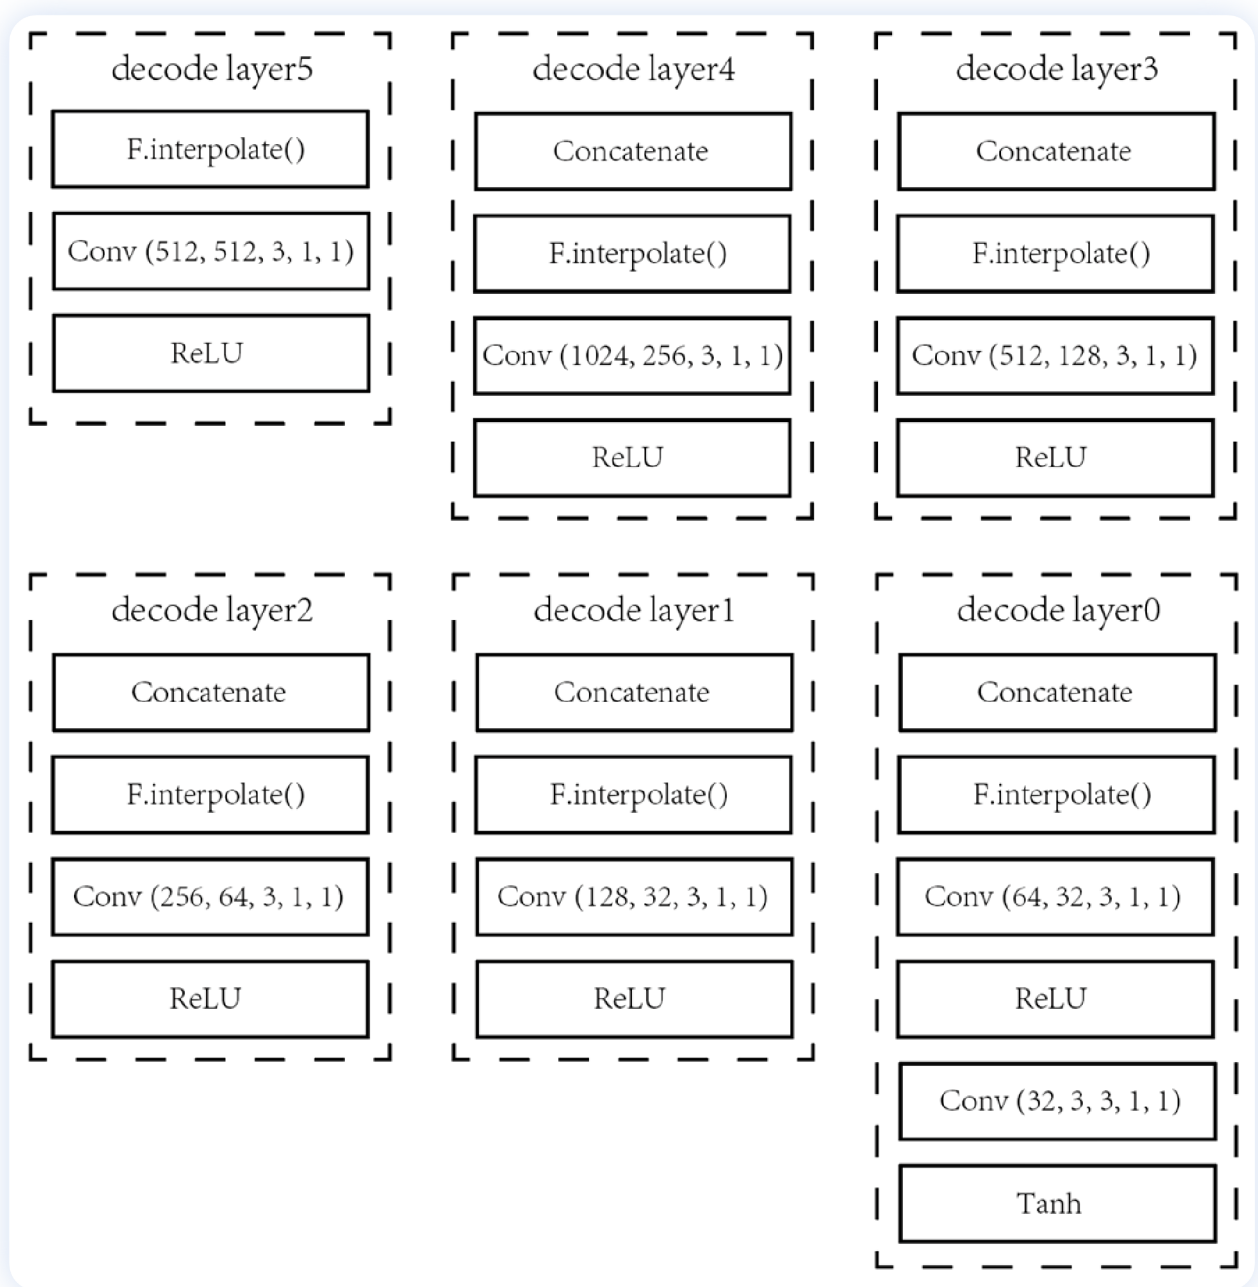 decode layer5
F.interpolate()
Conv (512, 512, 3, 1, 1)
ReLU
decode layer4
Concatenate
F.interpolate()
Conv (1024, 256, 3, 1, 1)
ReLU
decode layer3
Concatenate
F.interpolate()
Conv (512, 128, 3, 1, 1)
ReLU
decode layer2
Concatenate
F.interpolate()
Conv (256, 64, 3, 1, 1)
ReLU
decode layer1
Concatenate
F.interpolate()
Conv (128, 32, 3, 1, 1)
ReLU
decode layer0
Concatenate
F.interpolate()
Conv (64, 32, 3, 1, 1)
ReLU
Conv (32, 3, 3, 1, 1)
Tanh